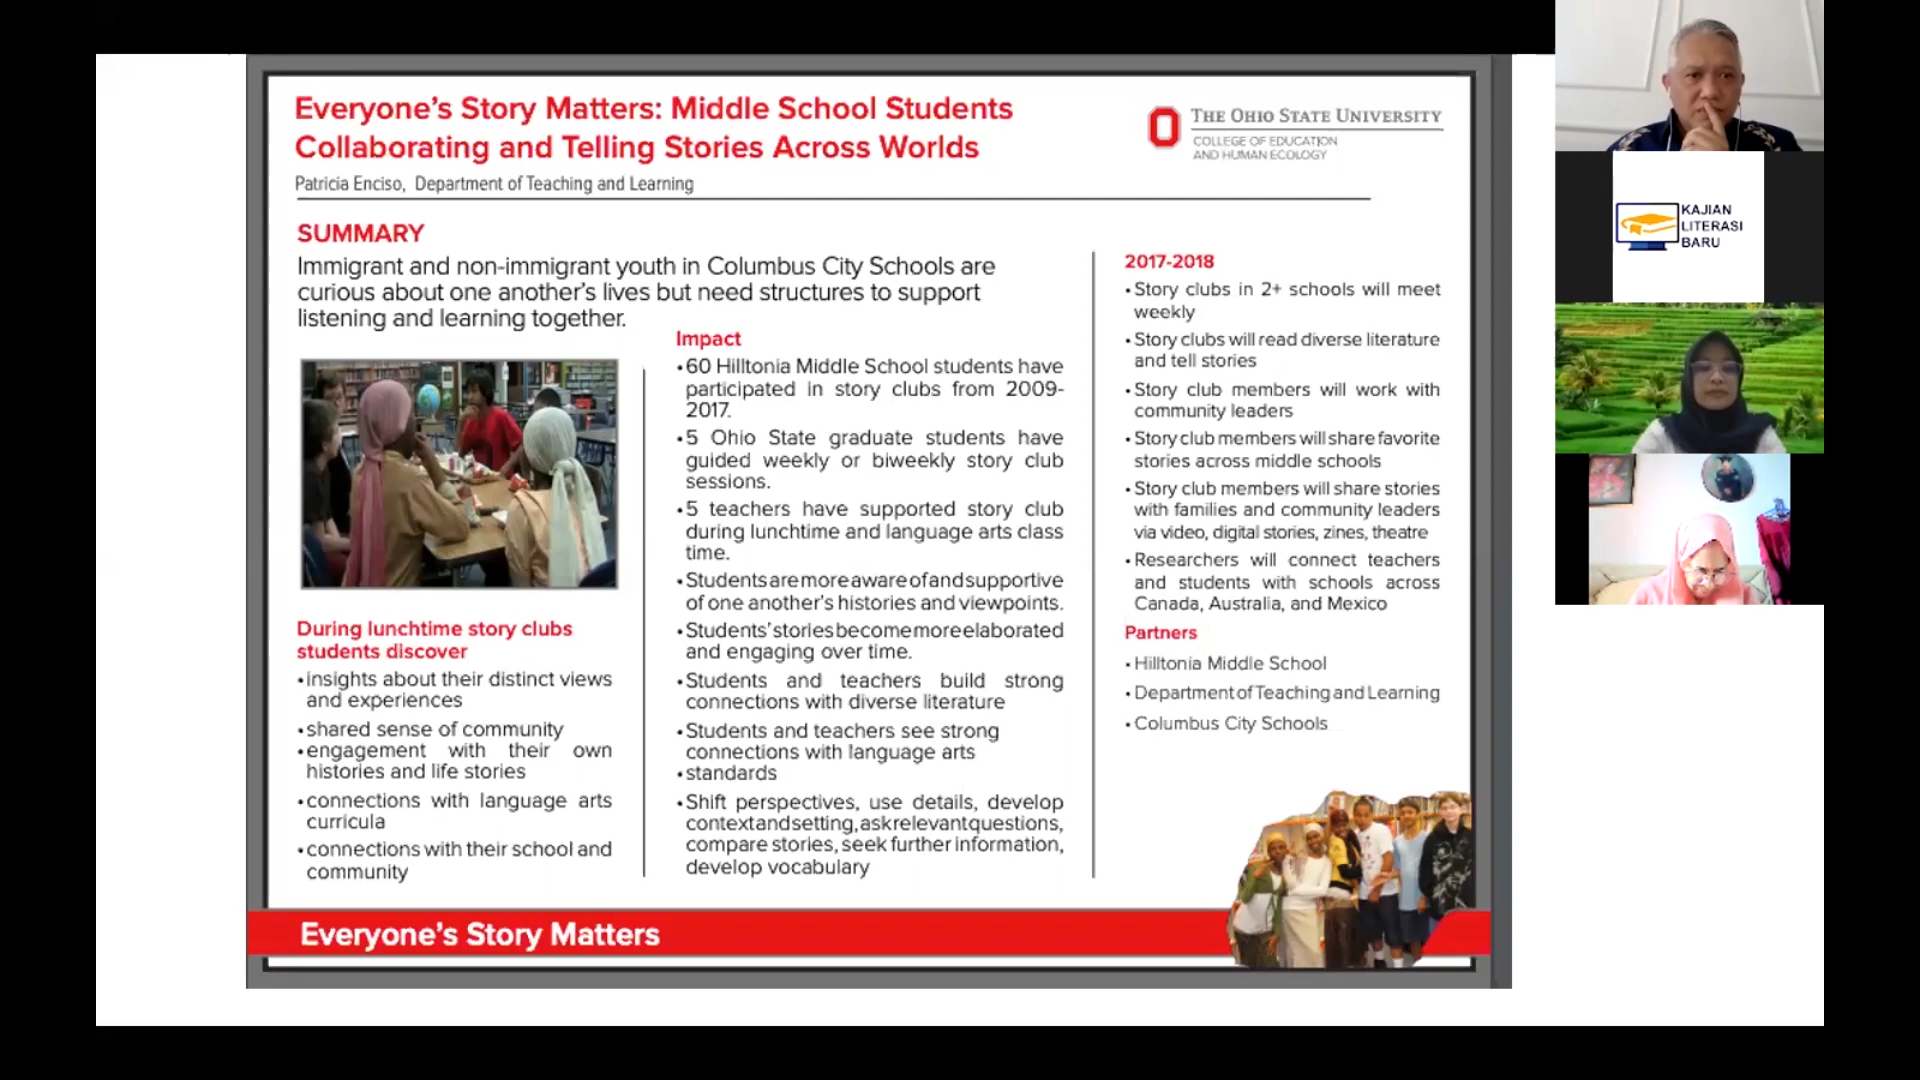 Everyone's Story Matters: Middle School Students
Collaborating and Telling Stories Across Worlds
Patricia Enciso, Department of Teaching and Learning
THE OHIO STATE UNIVERSITY
COLLEGE OF EDUCATION
AND HUMAN ECOLOGY
SUMMARY
Immigrant and non-immigrant youth in Columbus City Schools are
curious about one another's lives but need structures to support
listening and learning together.
During lunchtime story clubs
students discover
•insights about their distinct views
and experiences
•shared sense of community
•engagement with their own
histories and life stories
•connections with language arts
curricula
•connections with their school and
community
Impact
•60 Hilltonia Middle School students have
participated in story clubs from 2009-
2017.
•5 Ohio State graduate students have
guided weekly or biweekly story club
sessions.
•5 teachers have supported story club
during lunchtime and language arts class
time.
•Students are more aware of and supportive
of one another's histories and viewpoints.
•Students' stories become more elaborated
and engaging over time.
•Students and teachers build strong
connections with diverse literature
•Students and teachers see strong
connections with language arts
•standards
•Shift perspectives, use details, develop
context and setting, ask relevant questions,
compare stories, seek further information,
develop vocabulary
2017-2018
•Story clubs in 2+ schools will meet
weekly
•Story clubs will read diverse literature
and tell stories
•Story club members will work with
community leaders
•Story club members will share favorite
stories across middle schools
•Story club members will share stories
with families and community leaders
via video, digital stories, zines, theatre
•Researchers will connect teachers
and students with schools across
Canada, Australia, and Mexico
Partners
•Hilltonia Middle School
•Department of Teaching and Learning
•Columbus City Schools
Everyone's Story Matters
KAJIAN
LITERASI
BARU